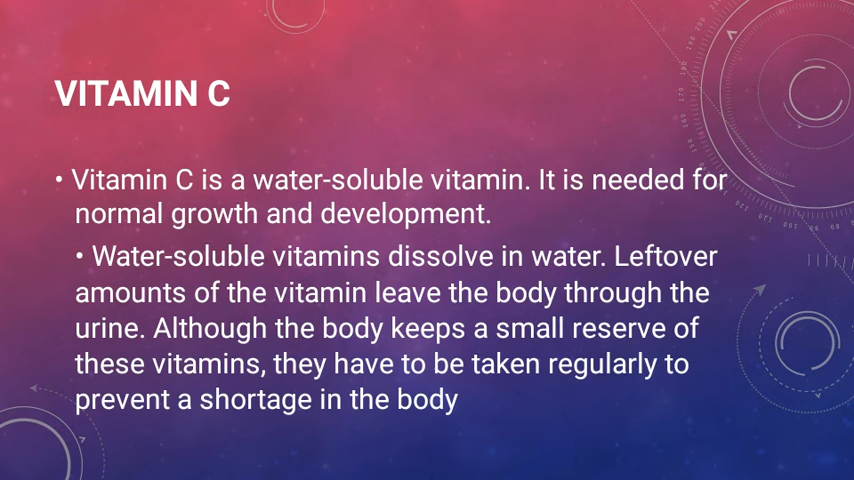 VITAMIN C
• Vitamin C is a water-soluble vitamin. It is needed for
normal growth and development.
• Water-soluble vitamins dissolve in water. Leftover
amounts of the vitamin leave the body through the
urine. Although the body keeps a small reserve of
these vitamins, they have to be taken regularly to
prevent a shortage in the body